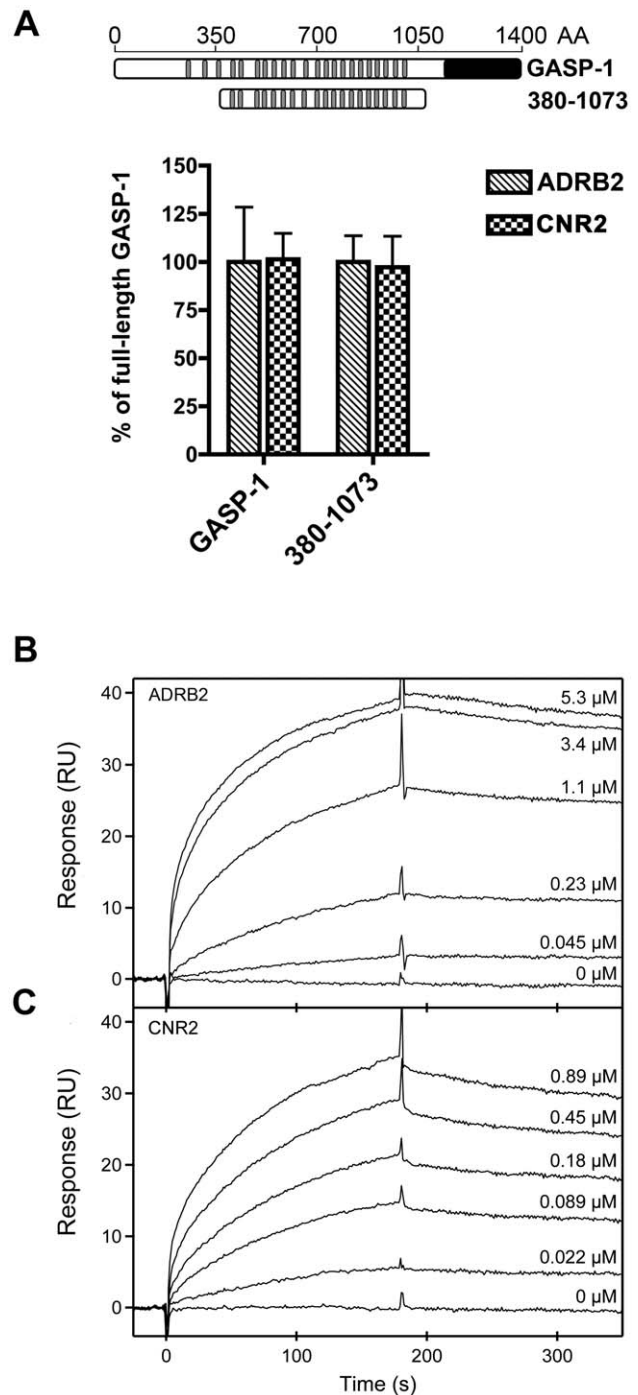 A
0 350 700 1050 1400 AA
GASP-1
380-1073
% of full-length GASP-1
150
125
100
75
50
25
0
ADRB2
CNR2
GASP-1
380-1073
B
ADRB2
Response (RU)
40
30
20
10
0
5.3 µM
3.4 µM
1.1 µM
0.23 µM
0.045 µM
0 µM
C
CNR2
Response (RU)
40
30
20
10
0
0.89 µM
0.45 µM
0.18 µM
0.089 µM
0.022 µM
0 µM
0 100 200 300
Time (s)